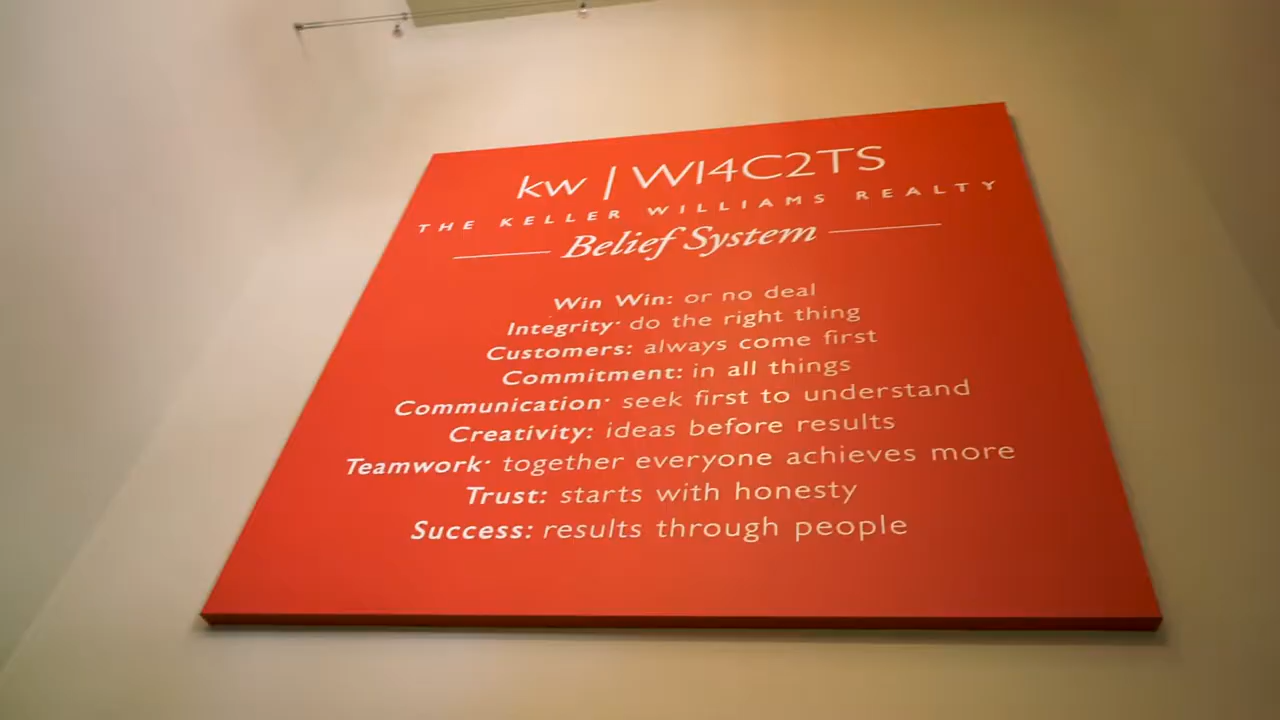 kw | WI4C2TS
THE KELLER WILLIAMS REALTY
Belief System
Win Win: or no deal
Integrity: do the right thing
Customers: always come first
Commitment: in all things
Communication: seek first to understand
Creativity: ideas before results
Teamwork: together everyone achieves more
Trust: starts with honesty
Success: results through people